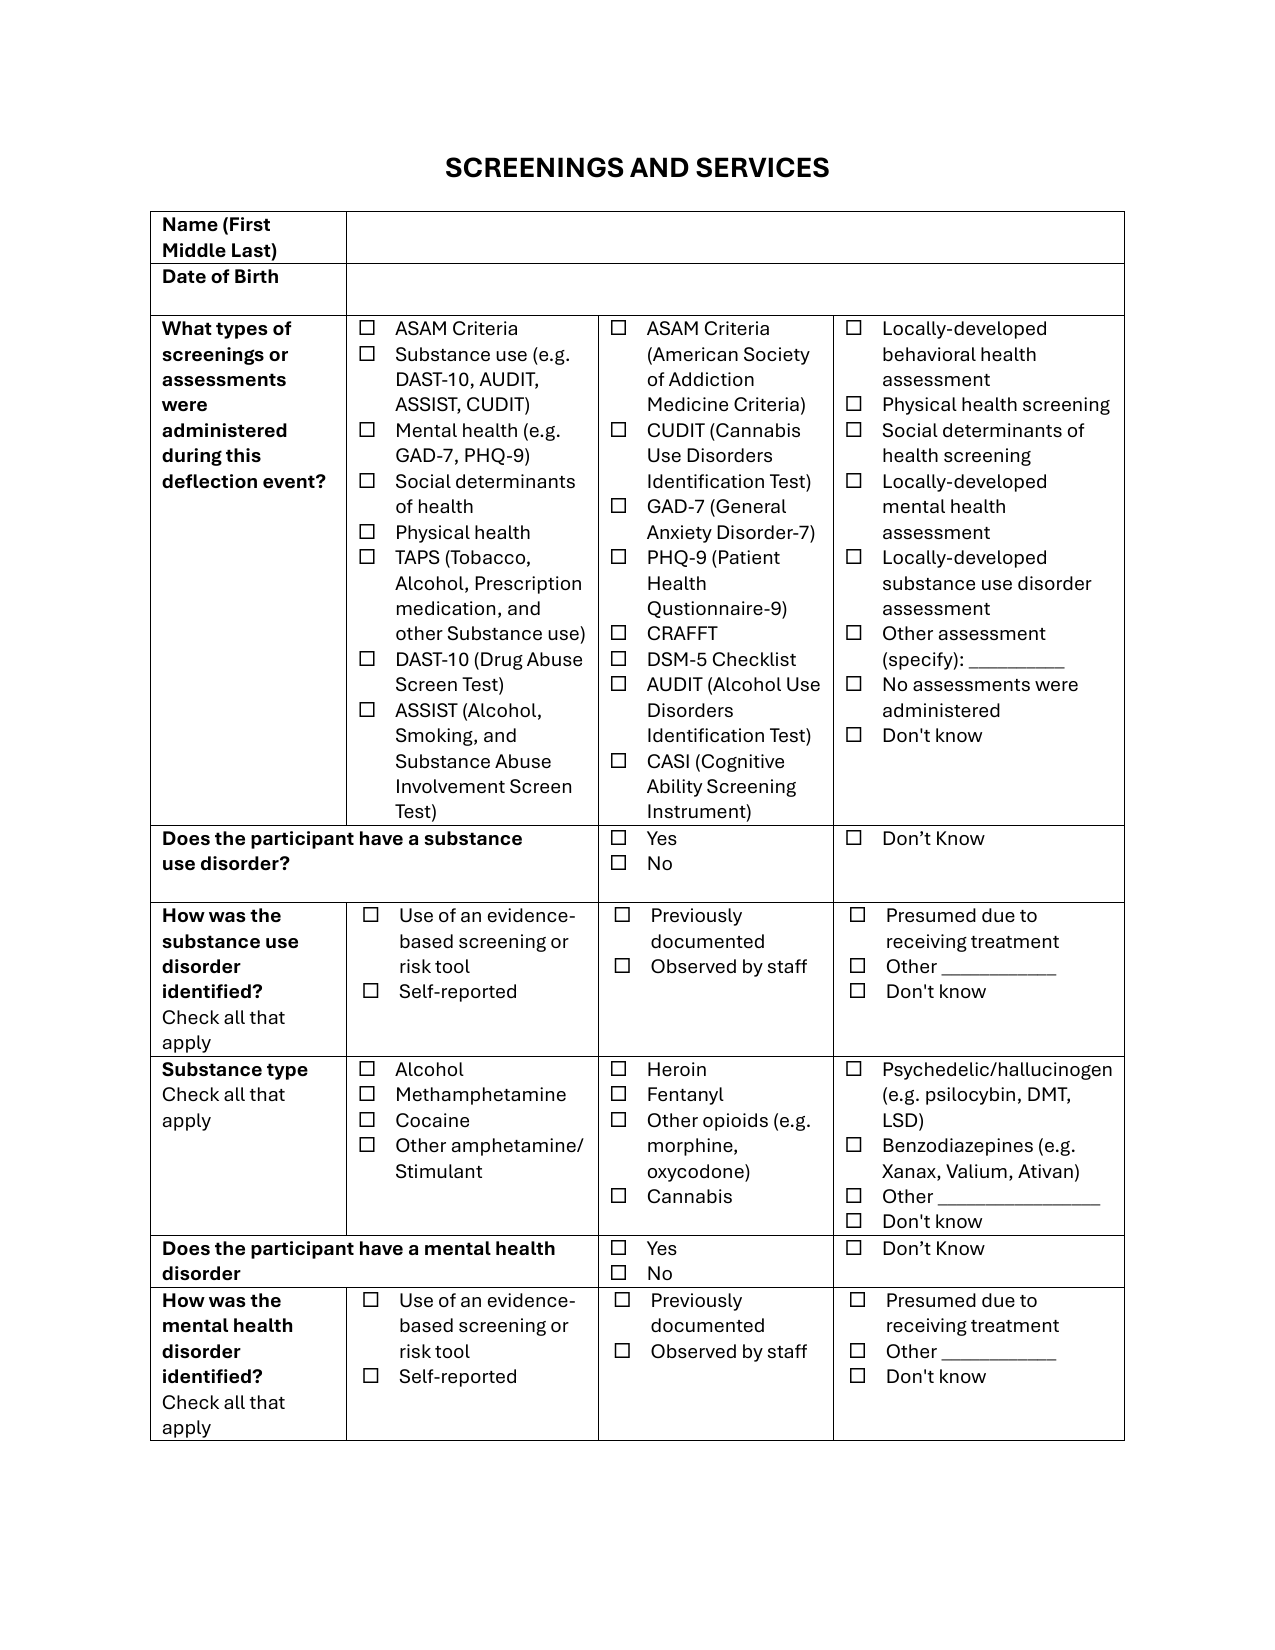 SCREENINGS AND SERVICES
Name (First
Middle Last)
Date of Birth
What types of
screenings or
assessments
were
administered
during this
deflection event?
☐ ASAM Criteria
☐ Substance use (e.g.
DAST-10, AUDIT,
ASSIST, CUDIT)
☐ Mental health (e.g.
GAD-7, PHQ-9)
☐ Social determinants
of health
☐ Physical health
☐ TAPS (Tobacco,
Alcohol, Prescription
medication, and
other Substance use)
☐ DAST-10 (Drug Abuse
Screen Test)
☐ ASSIST (Alcohol,
Smoking, and
Substance Abuse
Involvement Screen
Test)
☐ ASAM Criteria
(American Society
of Addiction
Medicine Criteria)
☐ CUDIT (Cannabis
Use Disorders
Identification Test)
☐ GAD-7 (General
Anxiety Disorder-7)
☐ PHQ-9 (Patient
Health
Qustionnaire-9)
☐ CRAFFT
☐ DSM-5 Checklist
☐ AUDIT (Alcohol Use
Disorders
Identification Test)
☐ CASI (Cognitive
Ability Screening
Instrument)
☐ Locally-developed
behavioral health
assessment
☐ Physical health screening
☐ Social determinants of
health screening
☐ Locally-developed
mental health
assessment
☐ Locally-developed
substance use disorder
assessment
☐ Other assessment
(specify): __________
☐ No assessments were
administered
☐ Don't know
Does the participant have a substance
use disorder?
☐ Yes
☐ No
☐ Don’t Know
How was the
substance use
disorder
identified?
Check all that
apply
☐ Use of an evidence-
based screening or
risk tool
☐ Self-reported
☐ Previously
documented
☐ Observed by staff
☐ Presumed due to
receiving treatment
☐ Other ____________
☐ Don't know
Substance type
Check all that
apply
☐ Alcohol
☐ Methamphetamine
☐ Cocaine
☐ Other amphetamine/
Stimulant
☐ Heroin
☐ Fentanyl
☐ Other opioids (e.g.
morphine,
oxycodone)
☐ Cannabis
☐ Psychedelic/hallucinogen
(e.g. psilocybin, DMT,
LSD)
☐ Benzodiazepines (e.g.
Xanax, Valium, Ativan)
☐ Other _________________
☐ Don't know
Does the participant have a mental health
disorder
☐ Yes
☐ No
☐ Don’t Know
How was the
mental health
disorder
identified?
Check all that
apply
☐ Use of an evidence-
based screening or
risk tool
☐ Self-reported
☐ Previously
documented
☐ Observed by staff
☐ Presumed due to
receiving treatment
☐ Other ____________
☐ Don't know